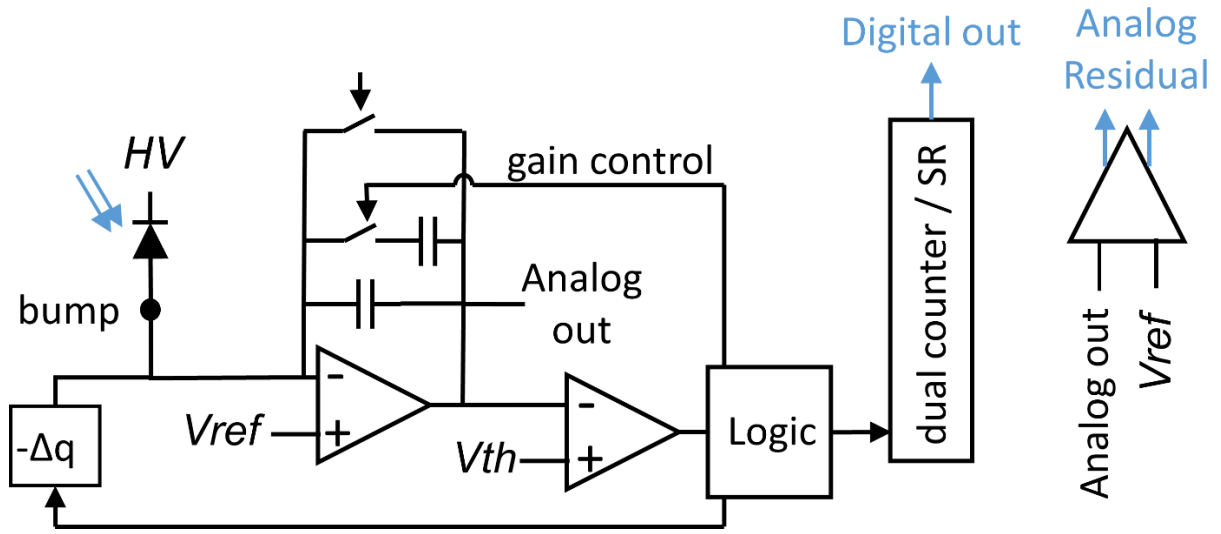 Digital out
Analog
Residual
HV
gain control
bump
Analog
out
-
+
Vref
-Δq
-
+
Vth
Logic
dual counter / SR
Analog out
Vref